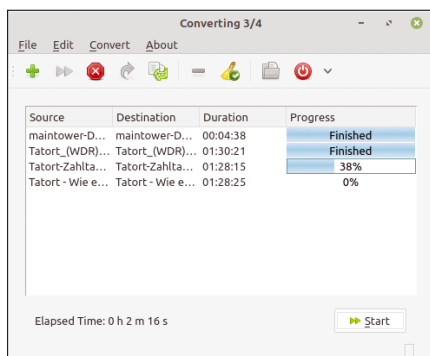 Converting 3/4
File Edit Convert About
Source Destination Duration Progress
maintower-D... maintower-D... 00:04:38 Finished
Tatort_(WDR)... Tatort_(WDR)... 01:30:21 Finished
Tatort-Zahlta... Tatort-Zahlta... 01:28:15 38%
Tatort - Wie e... Tatort - Wie e... 01:28:25 0%
Elapsed Time: 0 h 2 m 16 s
Start